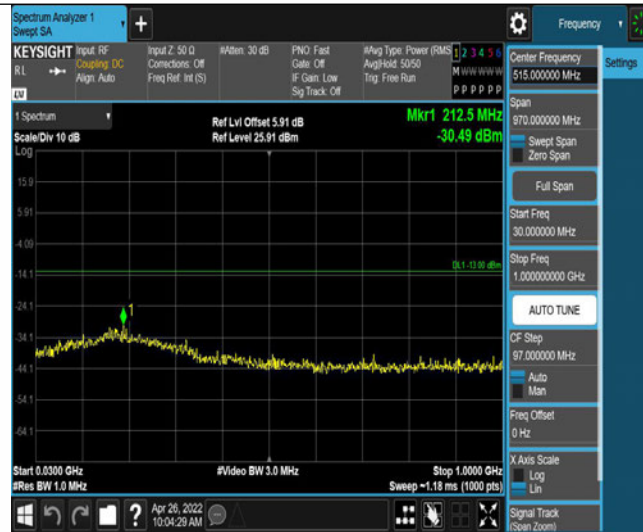 Spectrum Analyzer 1
Swept SA
Frequency
KEYSIGHT
Input: RF
Input Z: 50 Ω
#Atten: 30 dB
PNO: Fast
#Avg Type: Power (RMS
1 2 3 4 5 6
R L
Coupling: DC
Corrections: Off
Gate: Off
Avg|Hold: 50/50
M W W W W W
Align: Auto
Freq Ref: Int (S)
IF Gain: Low
Trig: Free Run
Sig Track: Off
P P P P P P
LXI
1 Spectrum
Ref Lvl Offset 5.91 dB
Mkr1 212.5 MHz
Scale/Div 10 dB
Ref Level 25.91 dBm
-30.49 dBm
Log
15.9
5.91
-4.09
DL1 -13.00 dBm
-14.1
-24.1
1
-34.1
-44.1
-54.1
-64.1
Start 0.0300 GHz
#Video BW 3.0 MHz
Stop 1.0000 GHz
#Res BW 1.0 MHz
Sweep ~1.18 ms (1000 pts)
Apr 26, 2022
10:04:29 AM
?
Center Frequency
515.000000 MHz
Settings
Span
970.000000 MHz
Swept Span
Zero Span
Full Span
Start Freq
30.000000 MHz
Stop Freq
1.000000000 GHz
AUTO TUNE
CF Step
97.000000 MHz
Auto
Man
Freq Offset
0 Hz
X Axis Scale
Log
Lin
Signal Track
(Span Zoom)